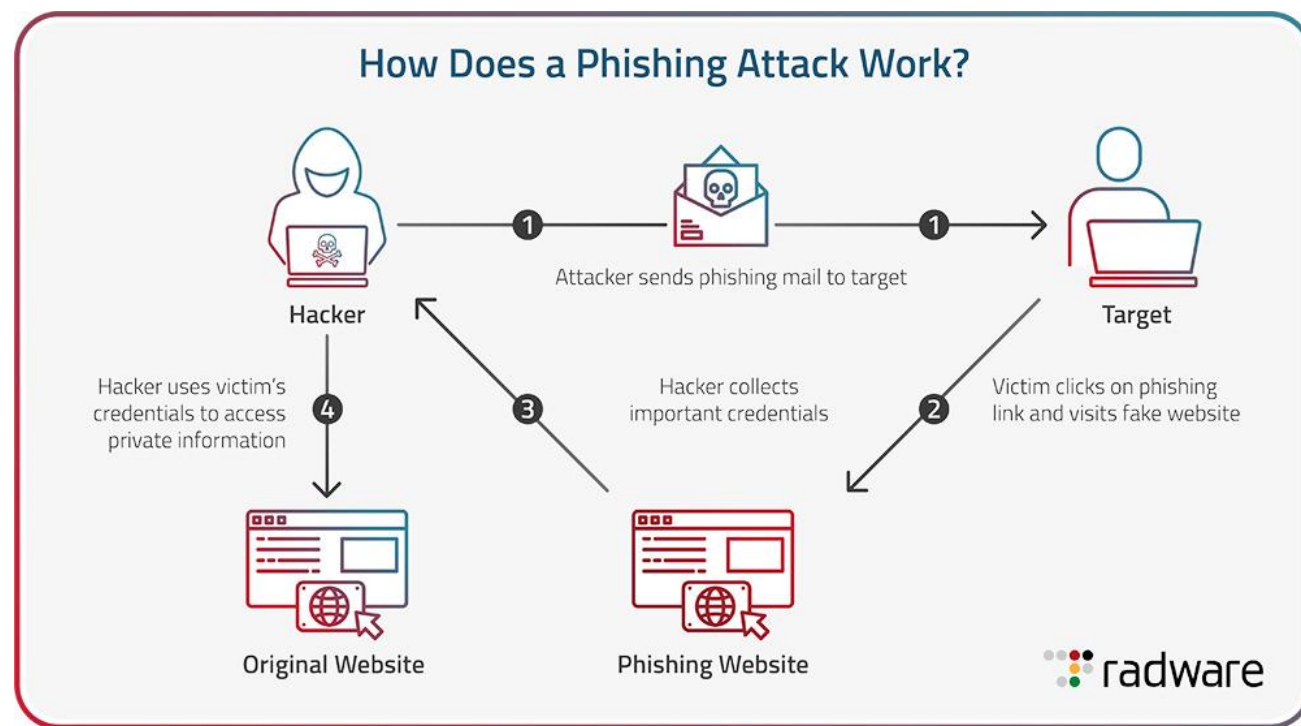 How Does a Phishing Attack Work?
1
1
Attacker sends phishing mail to target
Hacker
Target
Hacker uses victim's
credentials to access
private information
4
3
Hacker collects
important credentials
2
Victim clicks on phishing
link and visits fake website
Original Website
Phishing Website
radware